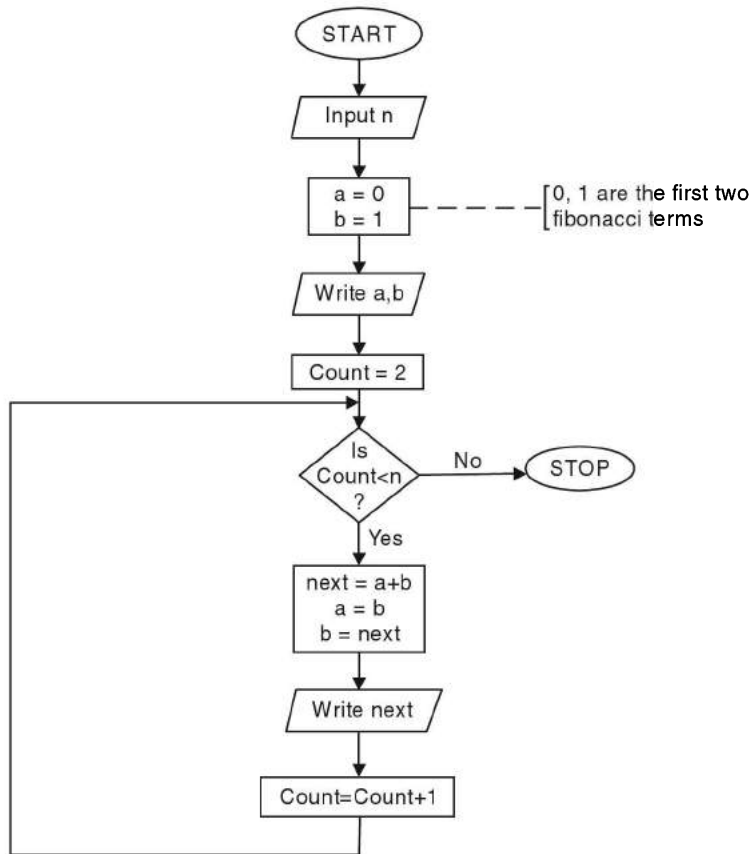 START
Input n
a = 0
b = 1
[0, 1 are the first two
fibonacci terms
Write a,b
Count = 2
Is
Count<n
?
No
STOP
Yes
next = a+b
a = b
b = next
Write next
Count=Count+1